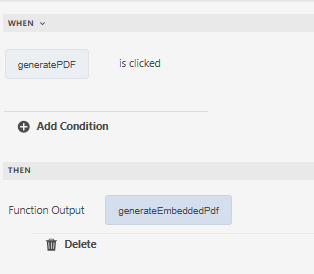 WHEN
generatePDF is clicked
Add Condition
THEN
Function Output generateEmbeddedPdf
Delete